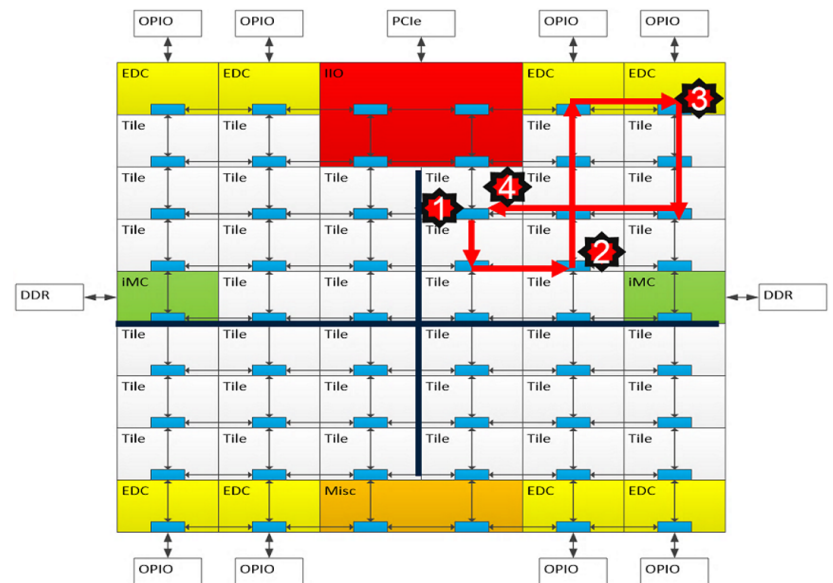 OPIO OPIO PCIe OPIO OPIO
EDC EDC IIO EDC EDC
3
Tile Tile Tile Tile
Tile Tile Tile Tile Tile Tile
4
1
Tile Tile Tile Tile Tile Tile
2
iMC Tile Tile Tile Tile iMC
DDR DDR
Tile Tile Tile Tile Tile Tile
Tile Tile Tile Tile Tile Tile
Tile Tile Tile Tile Tile Tile
EDC EDC Misc EDC EDC
OPIO OPIO OPIO OPIO